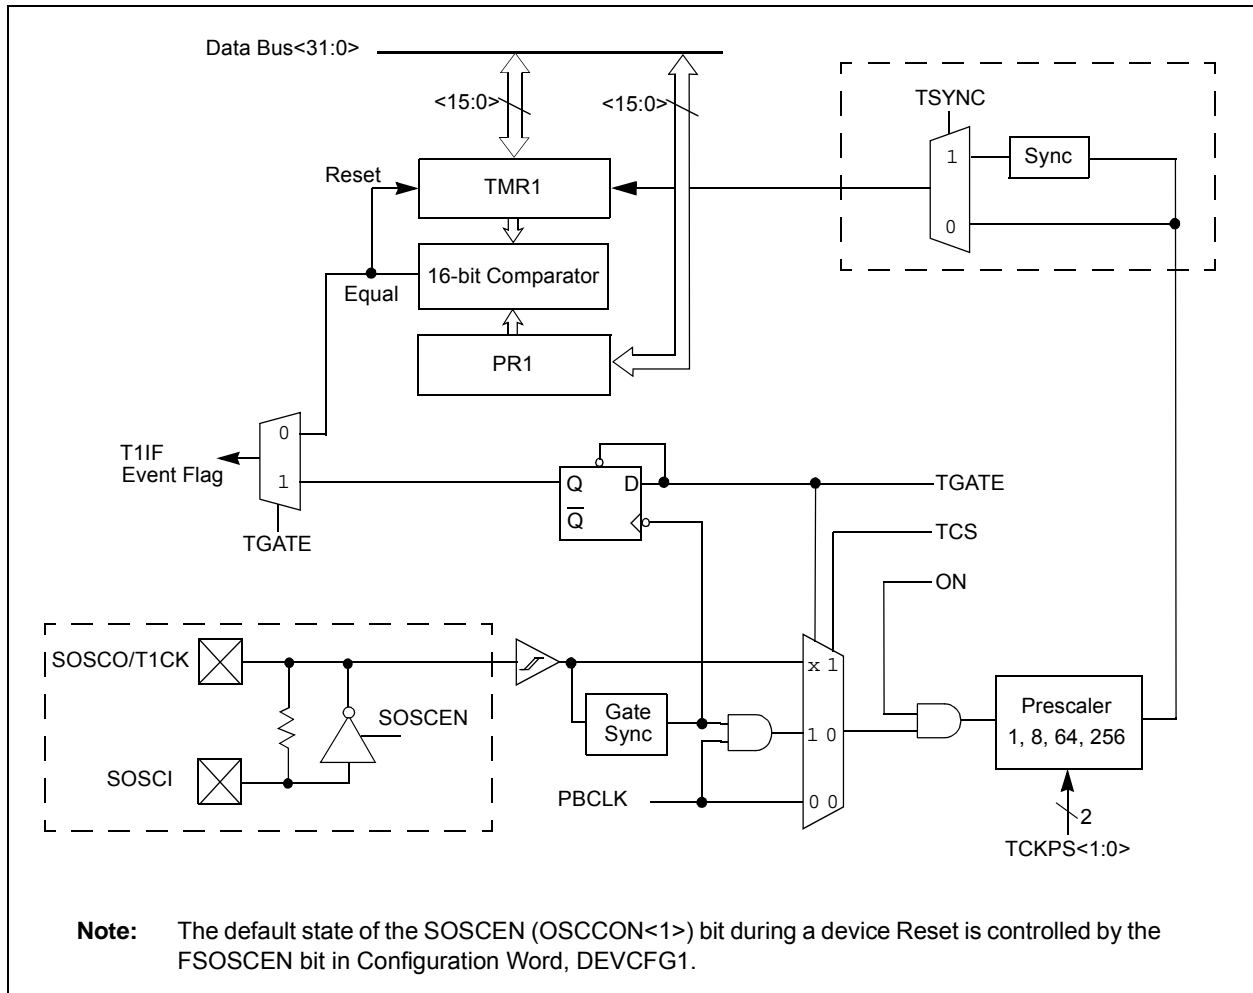 Data Bus<31:0>
<15:0>
<15:0>
TSYNC
1
Sync
Reset
TMR1
0
16-bit Comparator
Equal
PR1
0
T1IF
Event Flag
1
Q
D
TGATE
Q
TGATE
TCS
ON
SOSCO/T1CK
x 1
SOSCEN
Gate
Sync
1 0
Prescaler
1, 8, 64, 256
SOSCI
PBCLK
0 0
2
TCKPS<1:0>
Note: The default state of the SOSCEN (OSCCON<1>) bit during a device Reset is controlled by the
FSOSCEN bit in Configuration Word, DEVCFG1.